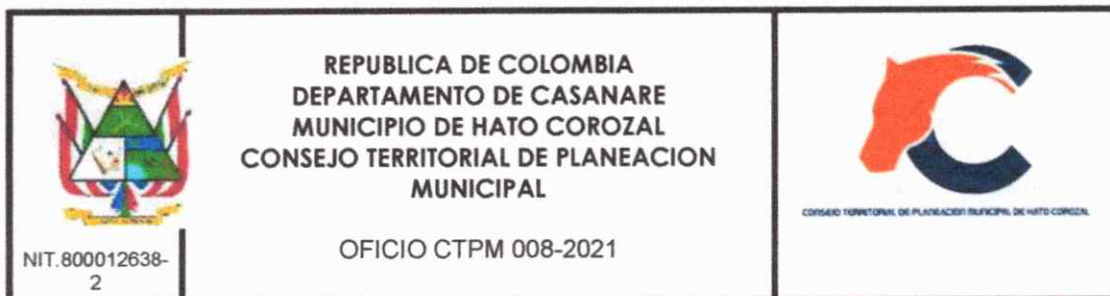 REPUBLICA DE COLOMBIA
DEPARTAMENTO DE CASANARE
MUNICIPIO DE HATO COROZAL
CONSEJO TERRITORIAL DE PLANEACION
MUNICIPAL
OFICIO CTPM 008-2021
NIT.800012638-
2
CONSEJO TERRITORIAL DE PLANEACION MUNICIPAL DE HATO COROZAL